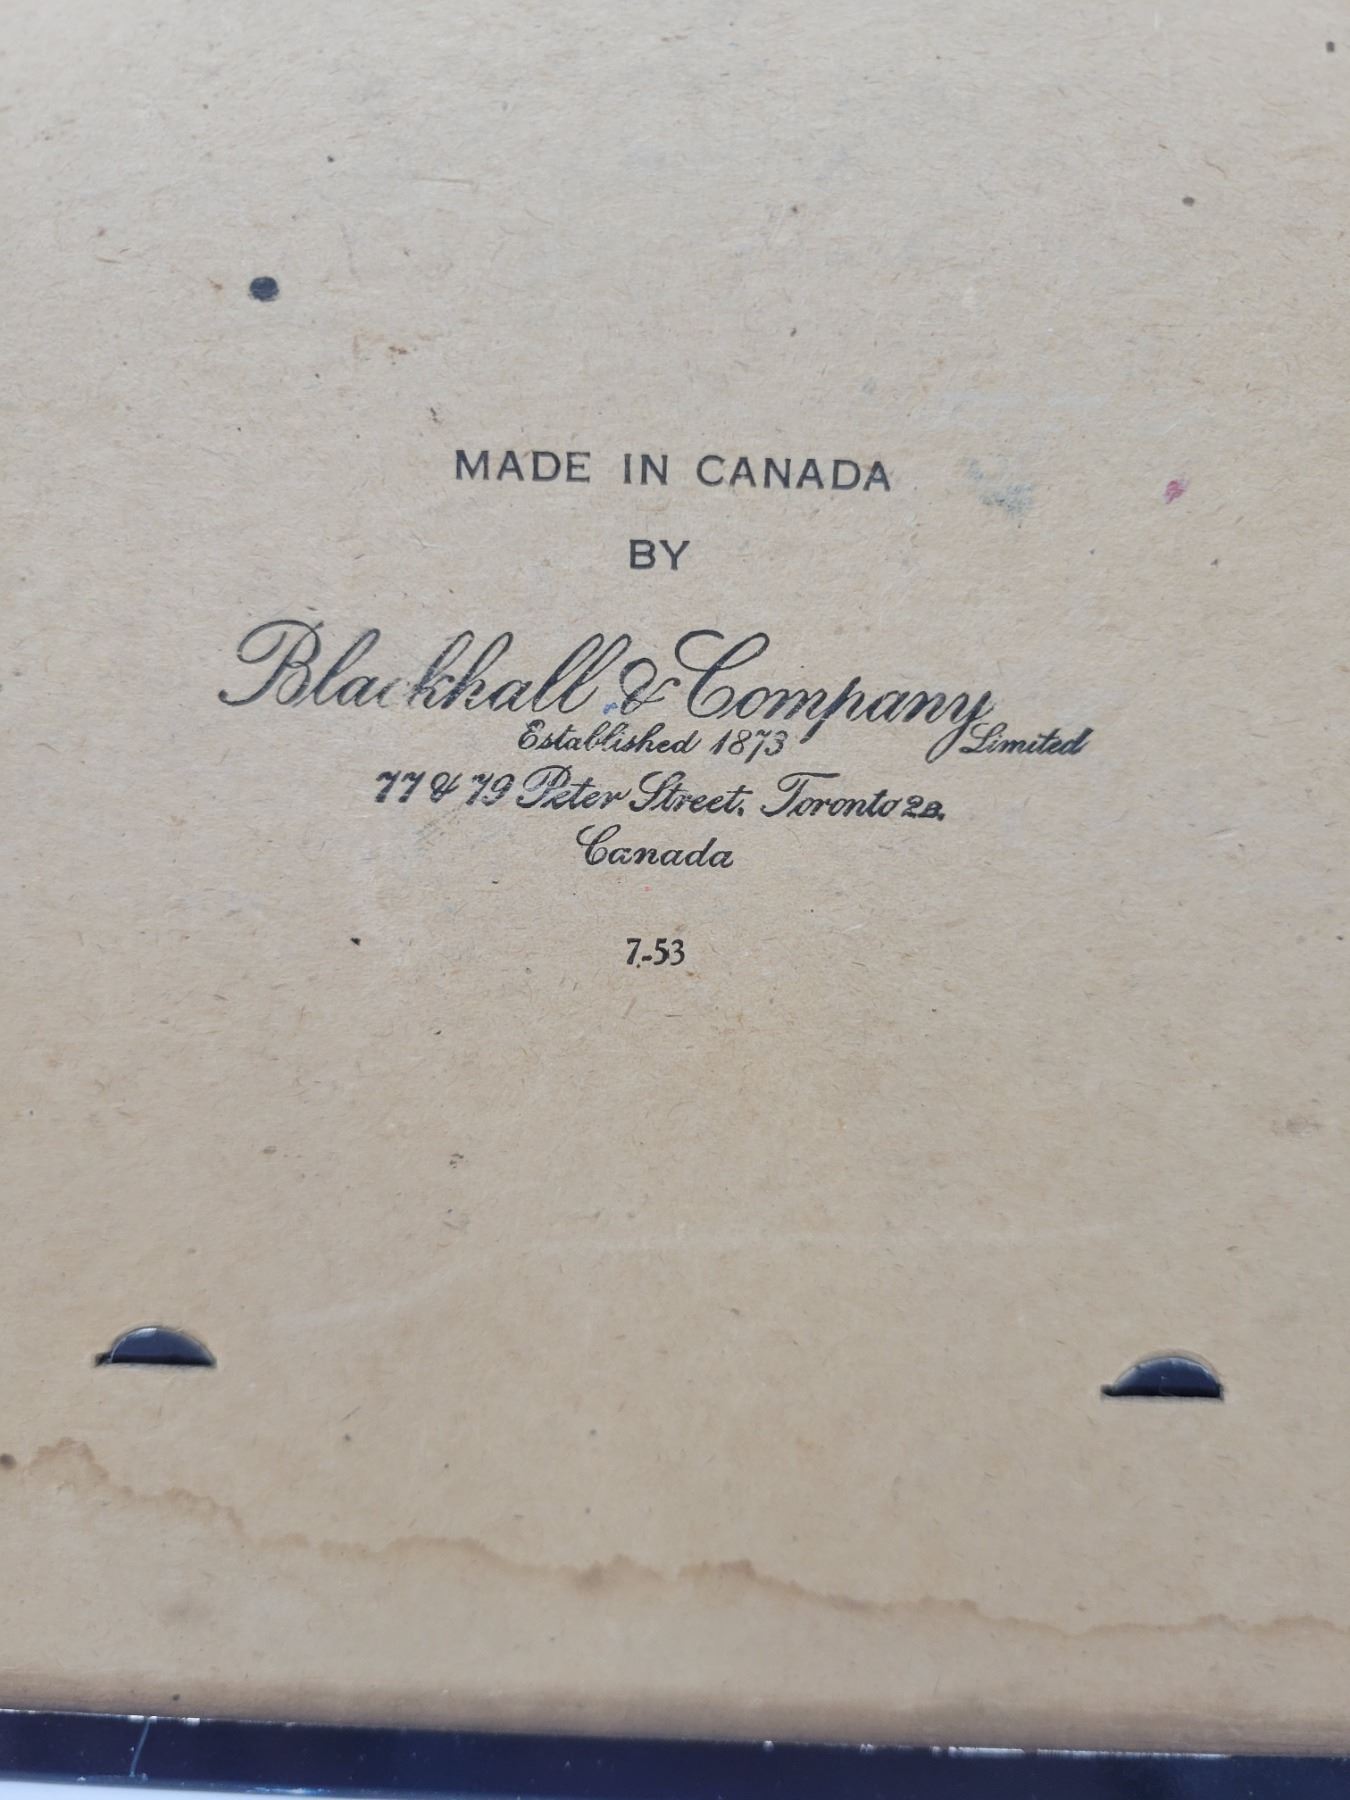 MADE IN CANADA
BY
Blackhall & Company Limited
Established 1873
77 & 79 Peter Street, Toronto 2B.
Canada
7-53